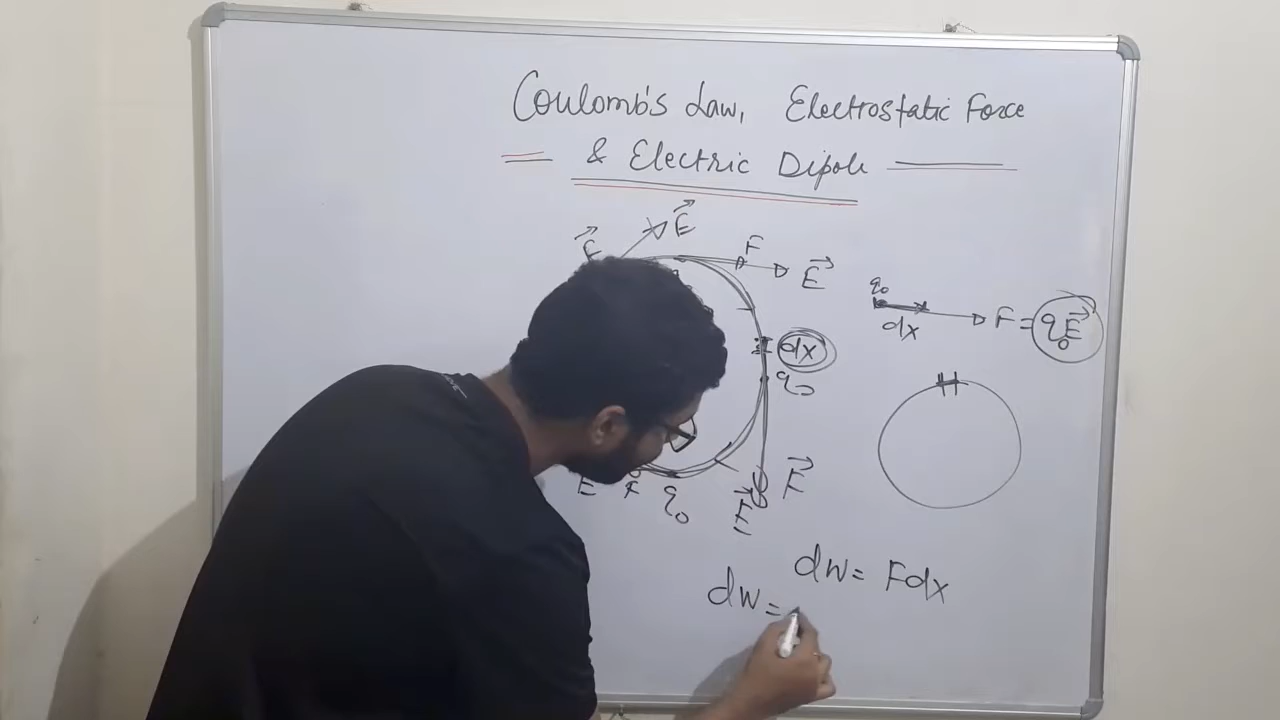 Coulomb's Law, Electrostatic Force
& Electric Dipole
E
E F E
q₀
dx F = q₀E
dx
q₀
E F q₀ E F
dw = Fdx
dw =